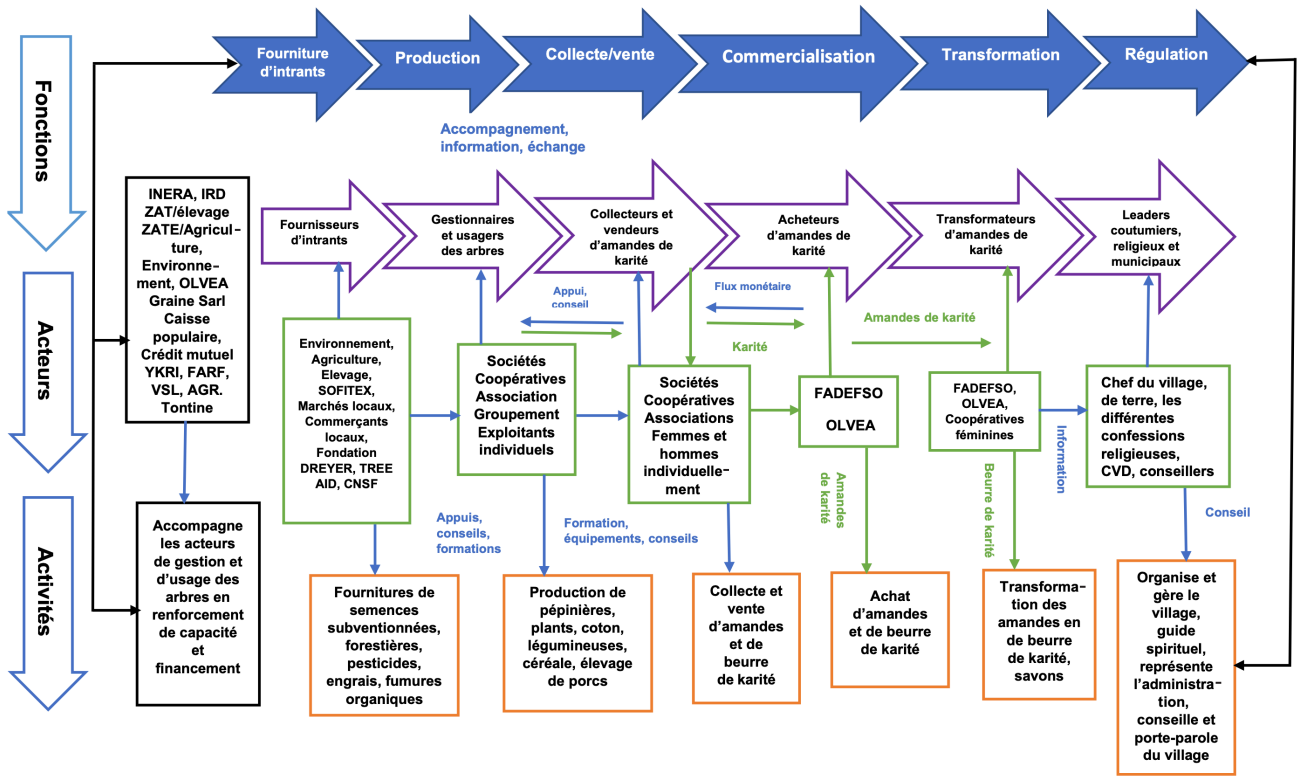 Fonctions
Fourniture
d'intrants
Production
Collecte/vente
Commercialisation
Transformation
Régulation
Accompagnement,
information, échange
Acteurs
INERA, IRD
ZAT/élevage
ZATE/Agricul-
ture,
Environne-
ment, OLVEA
Graine Sarl
Caisse
populaire,
Crédit mutuel
YKRI, FARF,
VSL, AGR.
Tontine
Fournisseurs
d'intrants
Gestionnaires
et usagers
des arbres
Collecteurs et
vendeurs
d'amandes de
karité
Acheteurs
d'amandes de
karité
Transformateurs
d'amandes de
karité
Leaders
coutumiers,
religieux et
municipaux
Appui,
conseil
Flux monétaire
Karité
Amandes de karité
Environnement,
Agriculture,
Elevage,
SOFITEX,
Marchés locaux,
Commerçants
locaux,
Fondation
DREYER, TREE
AID, CNSF
Sociétés
Coopératives
Association
Groupement
Exploitants
individuels
Sociétés
Coopératives
Associations
Femmes et
hommes
individuelle-
ment
FADEFSO
OLVEA
FADEFSO,
OLVEA,
Coopératives
féminines
Information
Chef du village,
de terre, les
différentes
confessions
religieuses,
CVD, conseillers
Activités
Accompagne
les acteurs
de gestion et
d'usage des
arbres en
renforcement
de capacité
et
financement
Appuis,
conseils,
formations
Formation,
équipements, conseils
Amandes
de karité
Beurre de karité
Conseil
Fournitures de
semences
subventionnées,
forestières,
pesticides,
engrais, fumures
organiques
Production de
pépinières,
plants, coton,
légumineuses,
céréale, élevage
de porcs
Collecte et
vente
d'amandes
et de
beurre
de karité
Achat
d'amandes
et de beurre
de karité
Transforma-
tion des
amandes en
de beurre
de karité,
savons
Organise et
gère le
village,
guide
spirituel,
représente
l'administra-
tion,
conseille et
porte-parole
du village